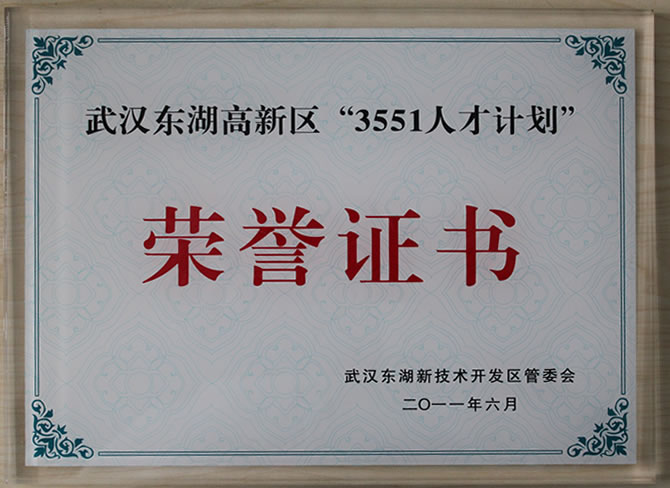 武汉东湖高新区“3551人才计划”
荣誉证书
武汉东湖新技术开发区管委会
二〇一一年六月